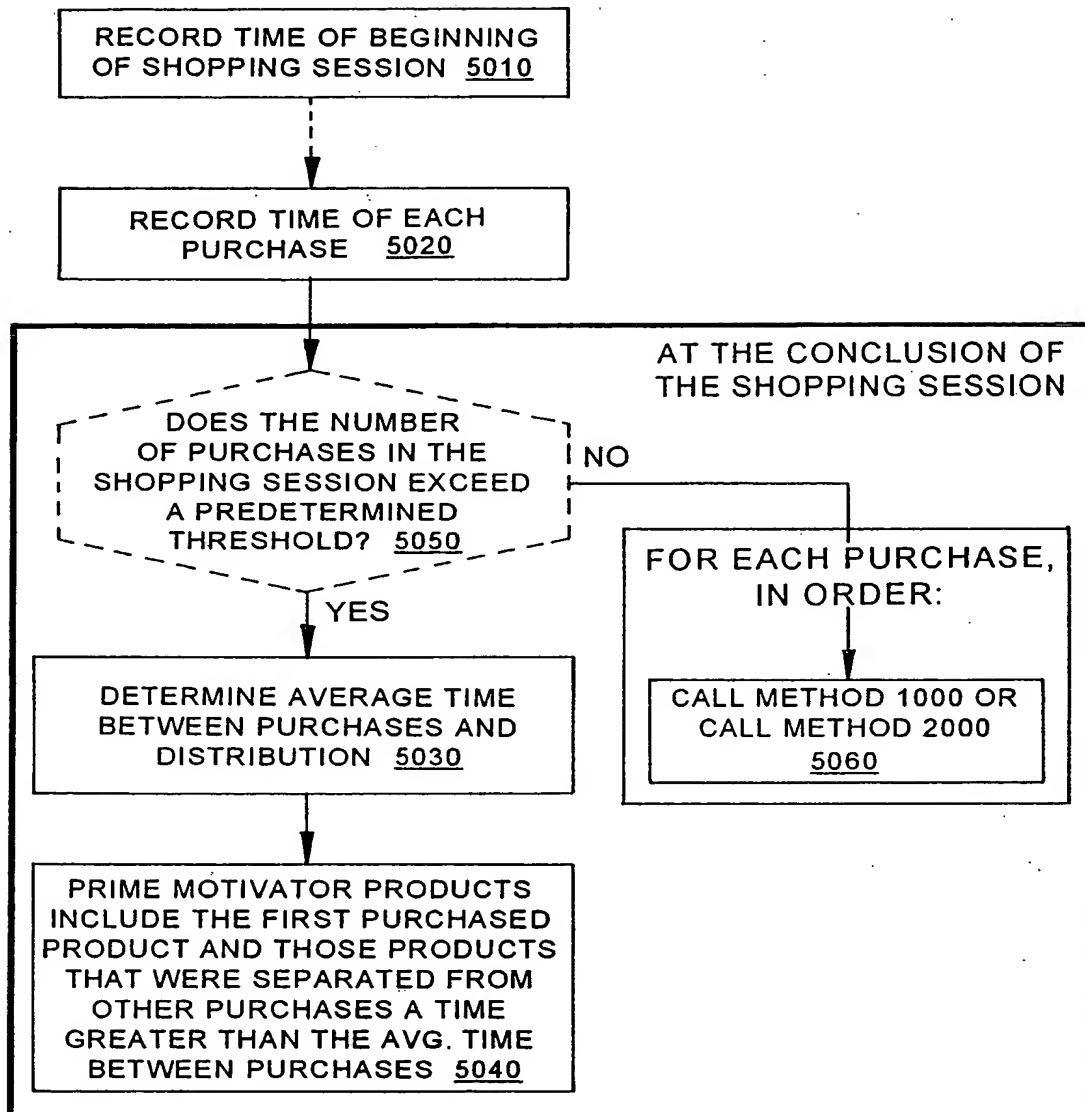 RECORD TIME OF BEGINNING
OF SHOPPING SESSION 5010
RECORD TIME OF EACH
PURCHASE 5020
AT THE CONCLUSION OF
THE SHOPPING SESSION
DOES THE NUMBER
OF PURCHASES IN THE
SHOPPING SESSION EXCEED
A PREDETERMINED
THRESHOLD? 5050
NO
YES
FOR EACH PURCHASE,
IN ORDER:
CALL METHOD 1000 OR
CALL METHOD 2000
5060
DETERMINE AVERAGE TIME
BETWEEN PURCHASES AND
DISTRIBUTION 5030
PRIME MOTIVATOR PRODUCTS
INCLUDE THE FIRST PURCHASED
PRODUCT AND THOSE PRODUCTS
THAT WERE SEPARATED FROM
OTHER PURCHASES A TIME
GREATER THAN THE AVG. TIME
BETWEEN PURCHASES 5040